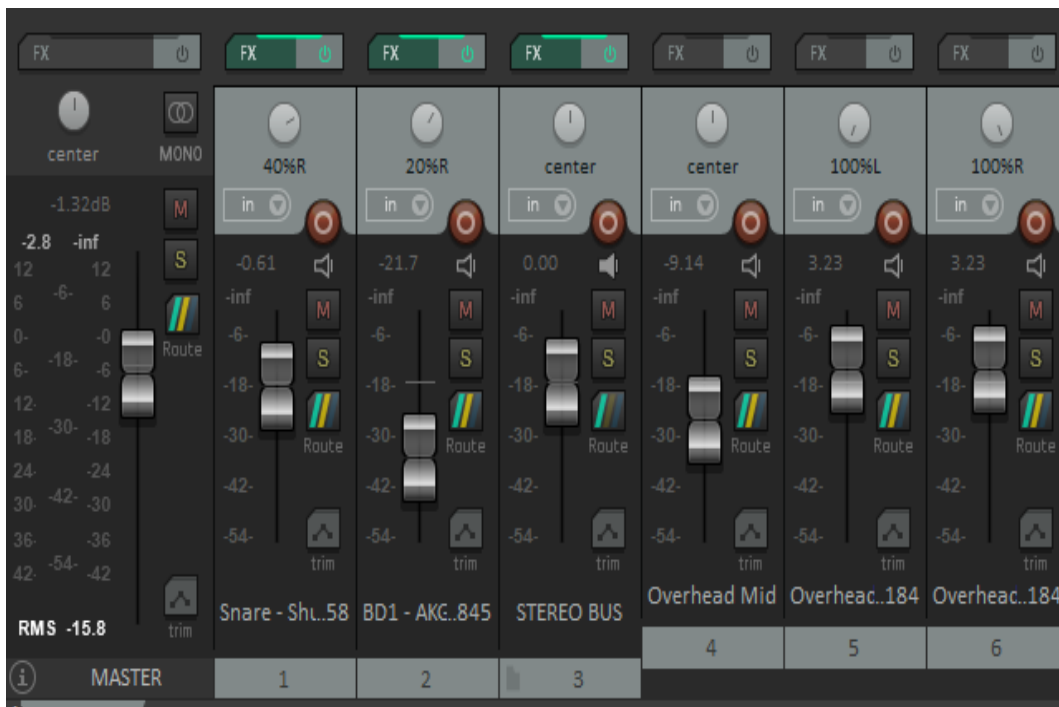 FX FX FX FX FX FX FX
center MONO 40%R 20%R center center 100%L 100%R
in in in in in in
-1.32dB M
-2.8 -inf S
-0.61 -21.7 0.00 -9.14 3.23 3.23
12 12
-6-
6 6
0- -0
-18-
6- -6
12- -12
-30-
18- -18
24- -24
-42-
30- -30
36- -36
-54-
42- -42
Route
trim
RMS -15.8
-inf M -inf M -inf M -inf M -inf M -inf M
-6- S -6- S -6- S -6- S -6- S -6- S
-18- -18- -18- -18- -18- -18-
-30- Route -30- Route -30- Route -30- Route -30- Route -30- Route
-42- -42- -42- -42- -42- -42-
-54- -54- -54- -54- -54- -54-
trim trim trim trim trim trim
Snare - Shu..58 BD1 - AKG..845 STEREO BUS Overhead Mid Overheac..184 Overheac..184
MASTER 1 2 3 4 5 6